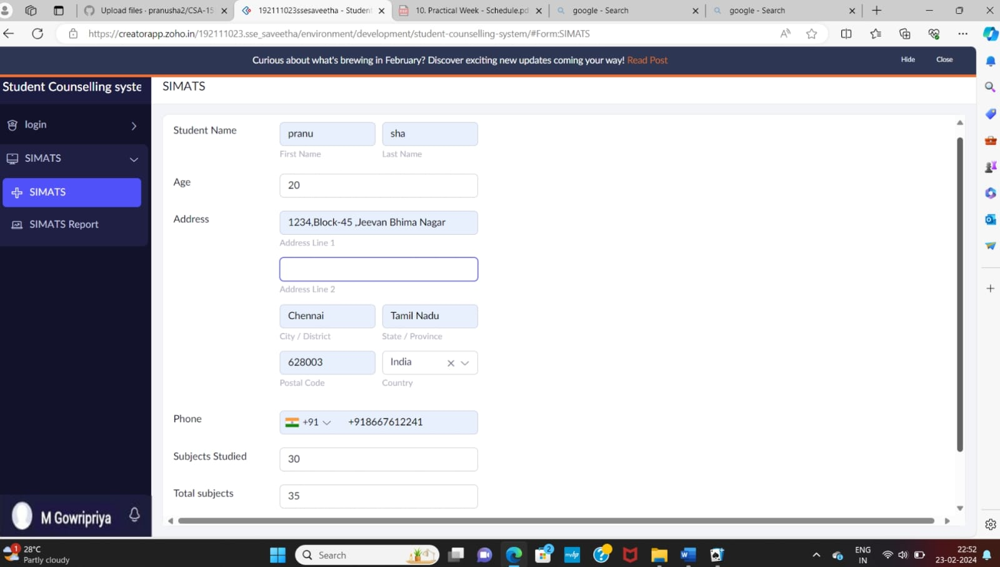 Upload files · pranusha2/CSA-15
192111023ssesaveetha - Student
10. Practical Week - Schedule.pd
google - Search
google - Search
https://creatorapp.zoho.in/192111023.sse_saveetha/environment/development/student-counselling-system/#Form:SIMATS
Curious about what's brewing in February? Discover exciting new updates coming your way! Read Post
Hide
Close
Student Counselling syste
SIMATS
login
SIMATS
SIMATS
SIMATS Report
M Gowripriya
Student Name
pranu
sha
First Name
Last Name
Age
20
Address
1234,Block-45 ,Jeevan Bhima Nagar
Address Line 1
Address Line 2
Chennai
Tamil Nadu
City / District
State / Province
628003
India
Postal Code
Country
Phone
+91
+918667612241
Subjects Studied
30
Total subjects
35
1
28°C
Partly cloudy
Search
2
myhp
ENG
IN
22:52
23-02-2024